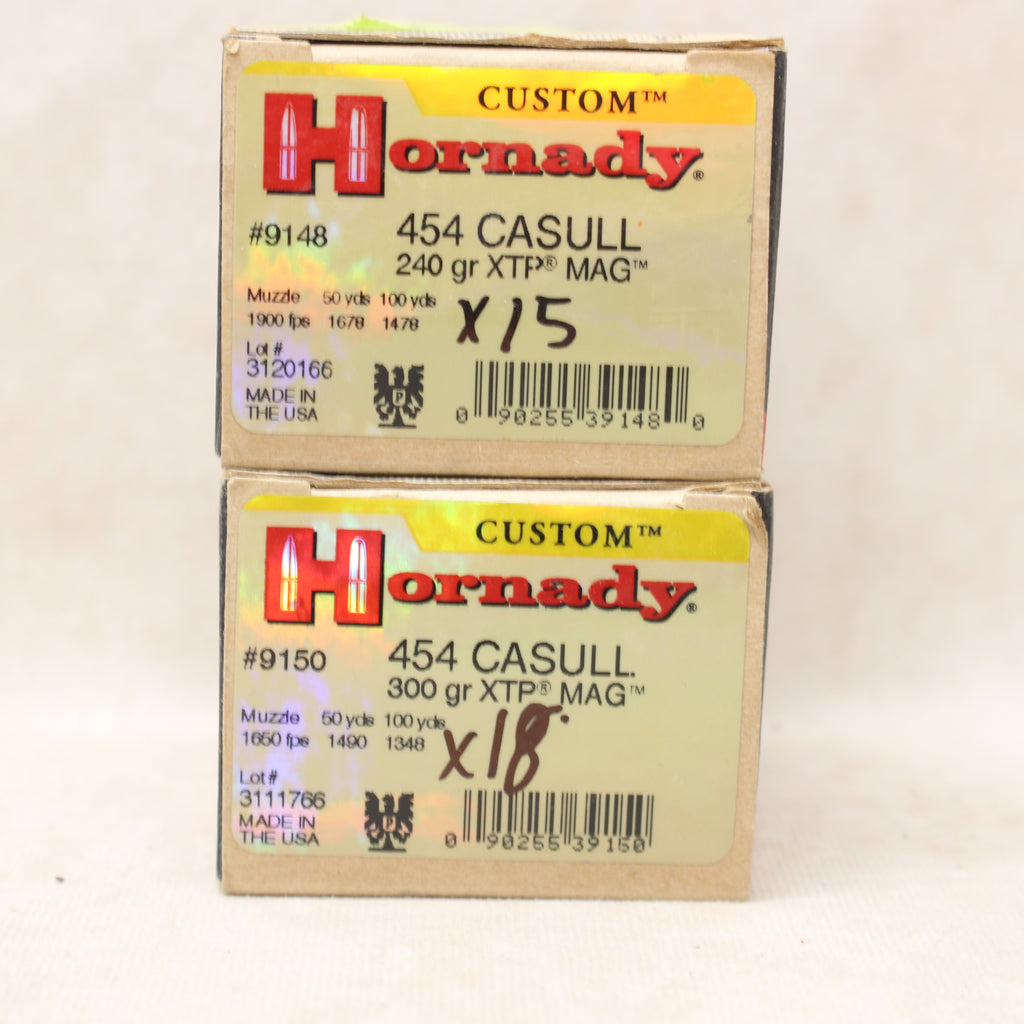 CUSTOM™
Hornady®
#9148 454 CASULL
240 gr XTP® MAG™
Muzzle 50 yds 100 yds
1900 fps 1678 1478
X15
Lot #
3120166
MADE IN
THE USA
P
0 90255 39148 0
CUSTOM™
Hornady®
#9150 454 CASULL
300 gr XTP® MAG™
Muzzle 50 yds 100 yds
1650 fps 1490 1348
X18
Lot #
3111766
MADE IN
THE USA
P
0 90255 39150